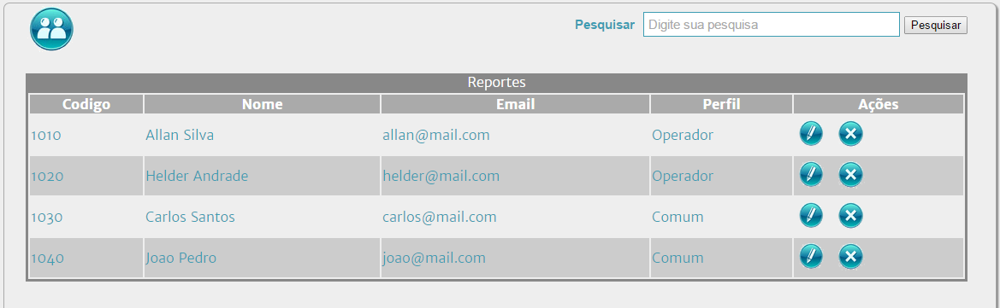 Pesquisar Digite sua pesquisa Pesquisar
Reportes
Codigo Nome Email Perfil Ações
1010 Allan Silva allan@mail.com Operador
1020 Helder Andrade helder@mail.com Operador
1030 Carlos Santos carlos@mail.com Comum
1040 Joao Pedro joao@mail.com Comum